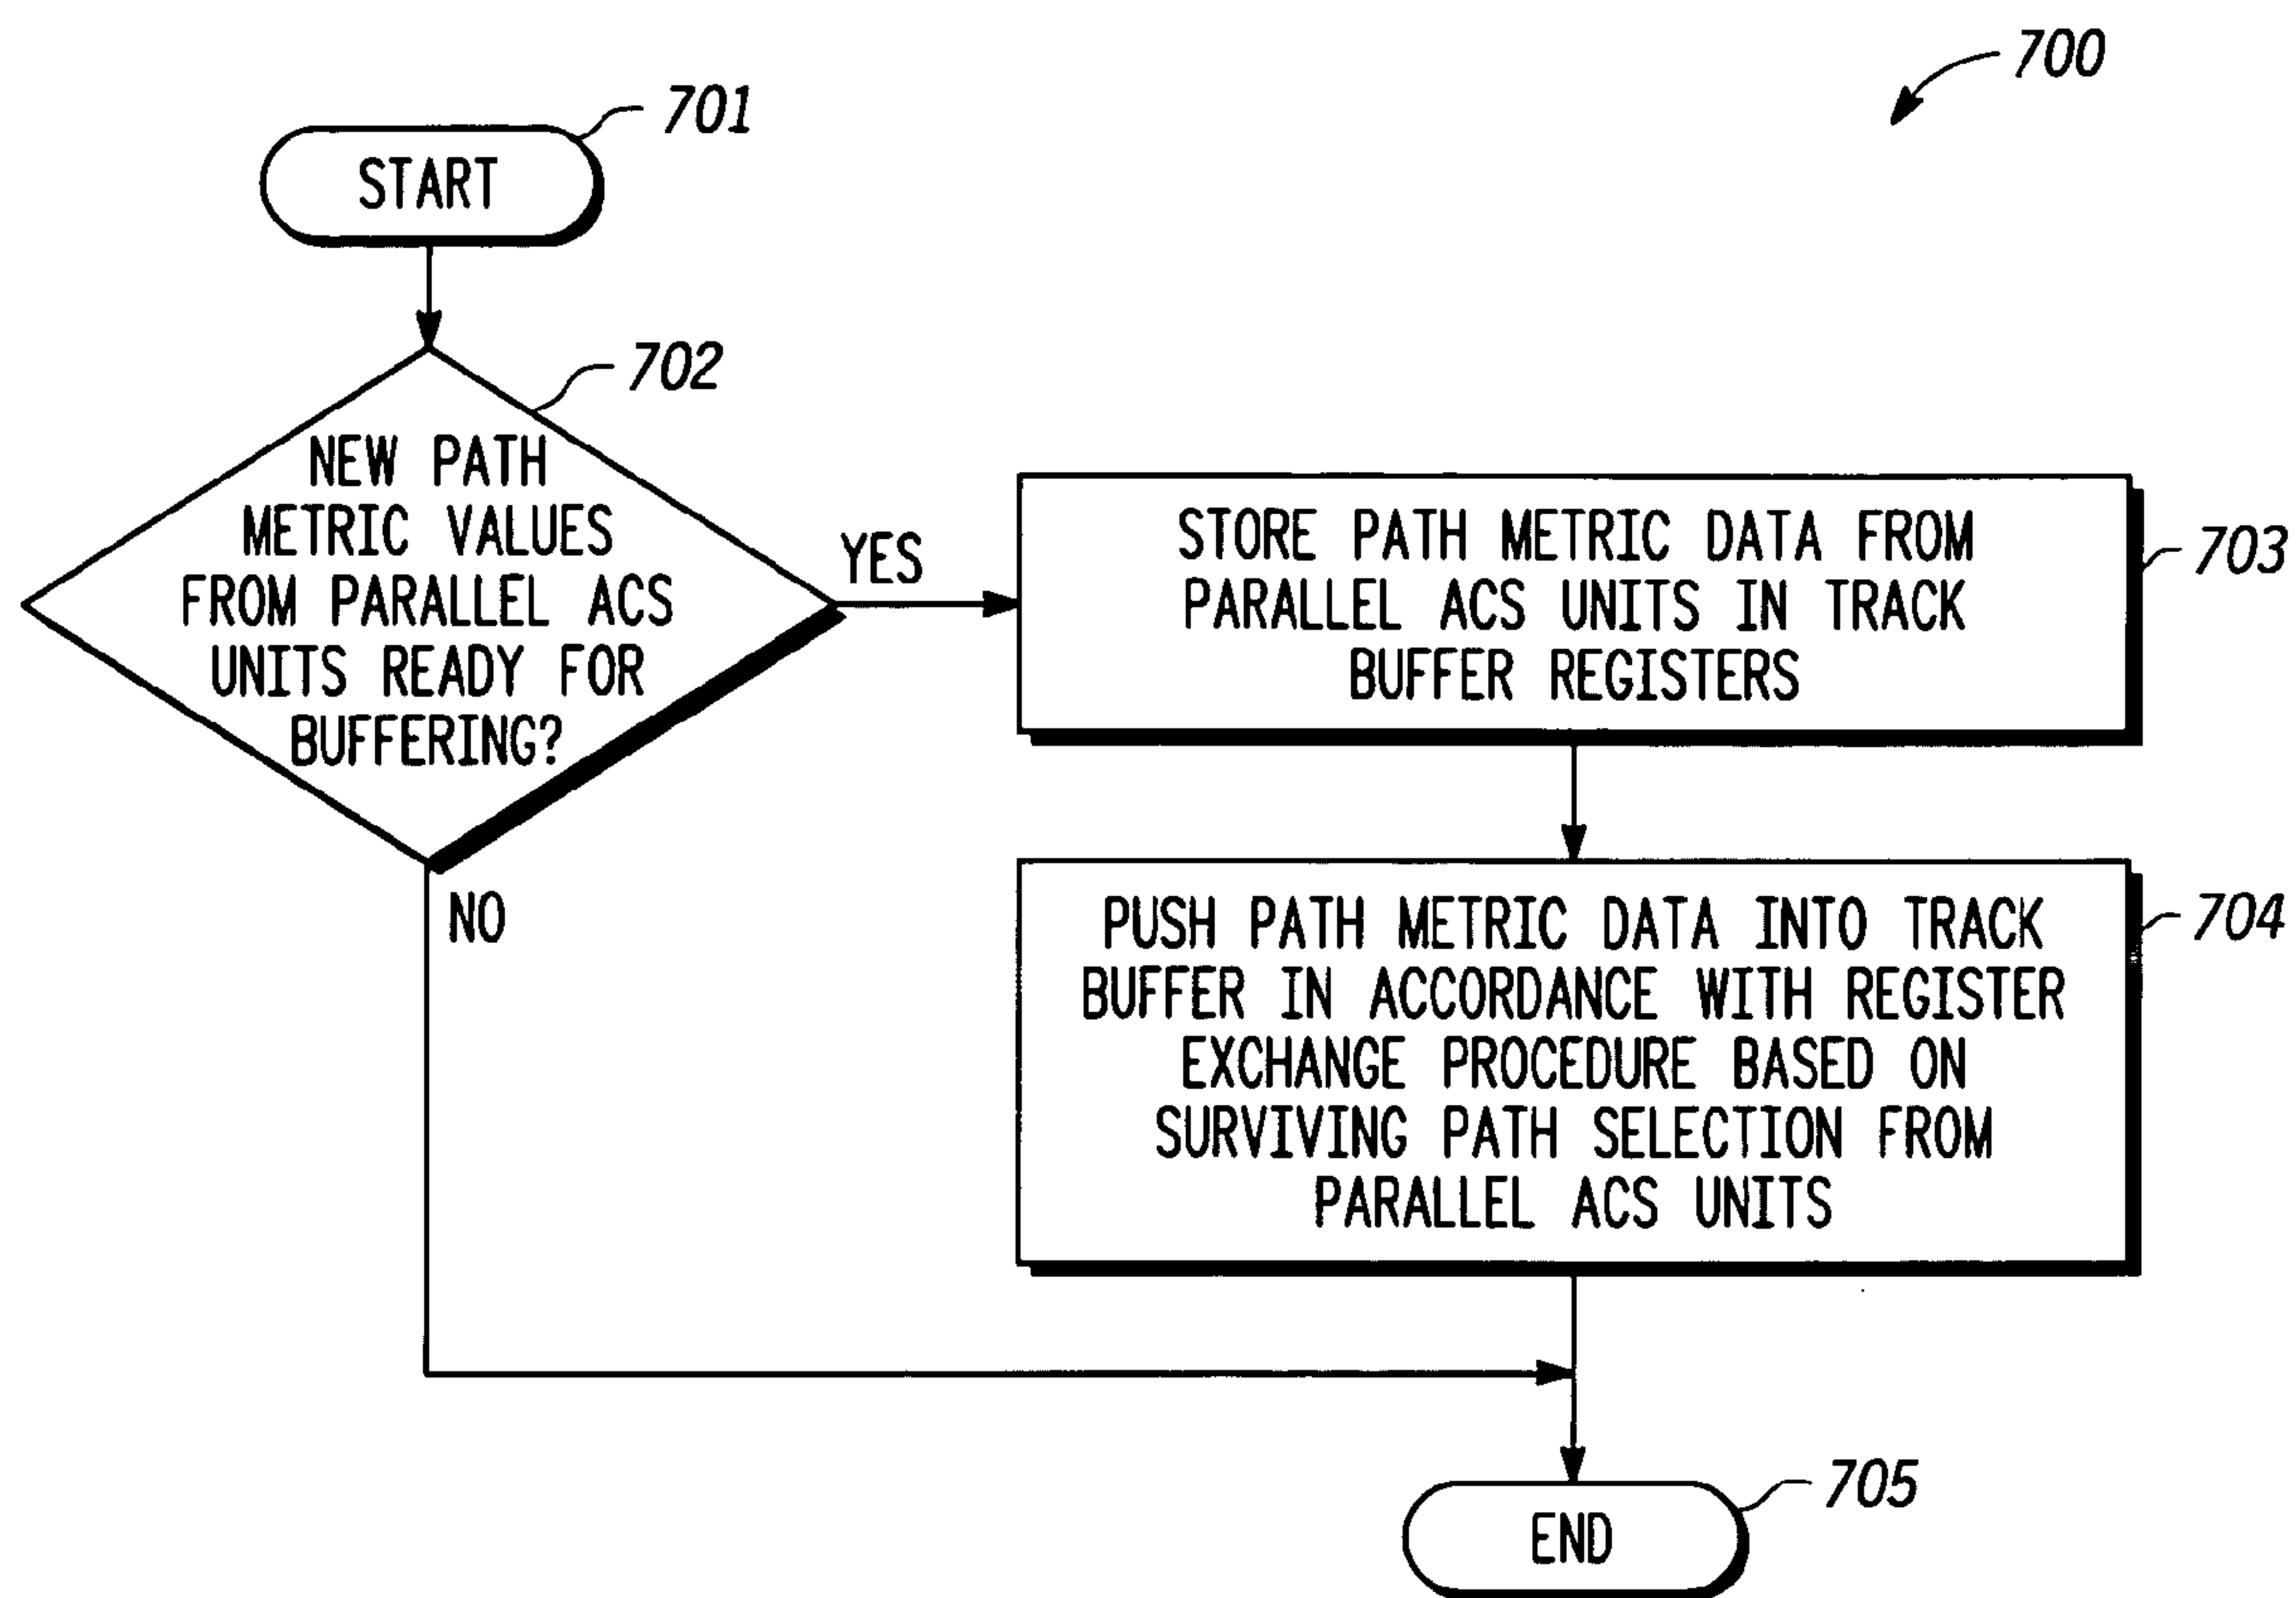 700
701
START
702
NEW PATH
METRIC VALUES
FROM PARALLEL ACS
UNITS READY FOR
BUFFERING?
YES
NO
703
STORE PATH METRIC DATA FROM
PARALLEL ACS UNITS IN TRACK
BUFFER REGISTERS
704
PUSH PATH METRIC DATA INTO TRACK
BUFFER IN ACCORDANCE WITH REGISTER
EXCHANGE PROCEDURE BASED ON
SURVIVING PATH SELECTION FROM
PARALLEL ACS UNITS
705
END